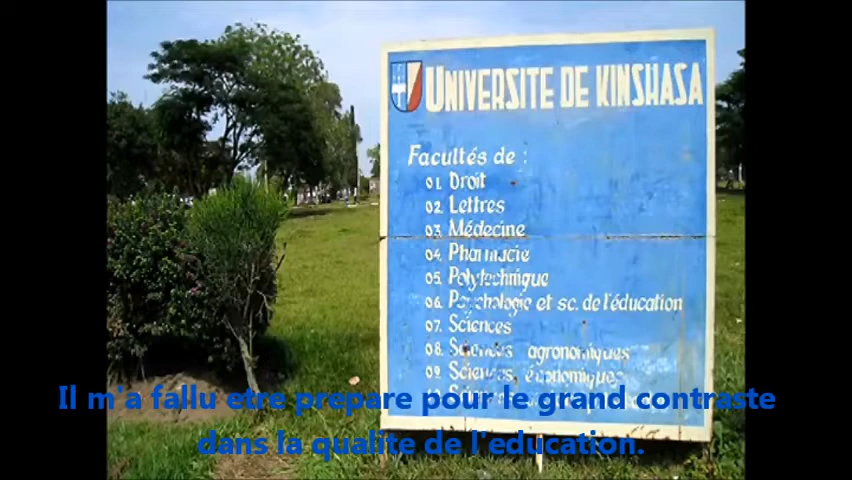 UNIVERSITE DE KINSHASA
Facultés de :
01. Droit
02. Lettres
03. Médecine
04. Pharmacie
05. Polytechnique
06. Psychologie et sc. de l'éducation
07. Sciences
08. Sciences agronomiques
09. Sciences économiques
Il m'a fallu etre prepare pour le grand contraste
dans la qualite de l'education.